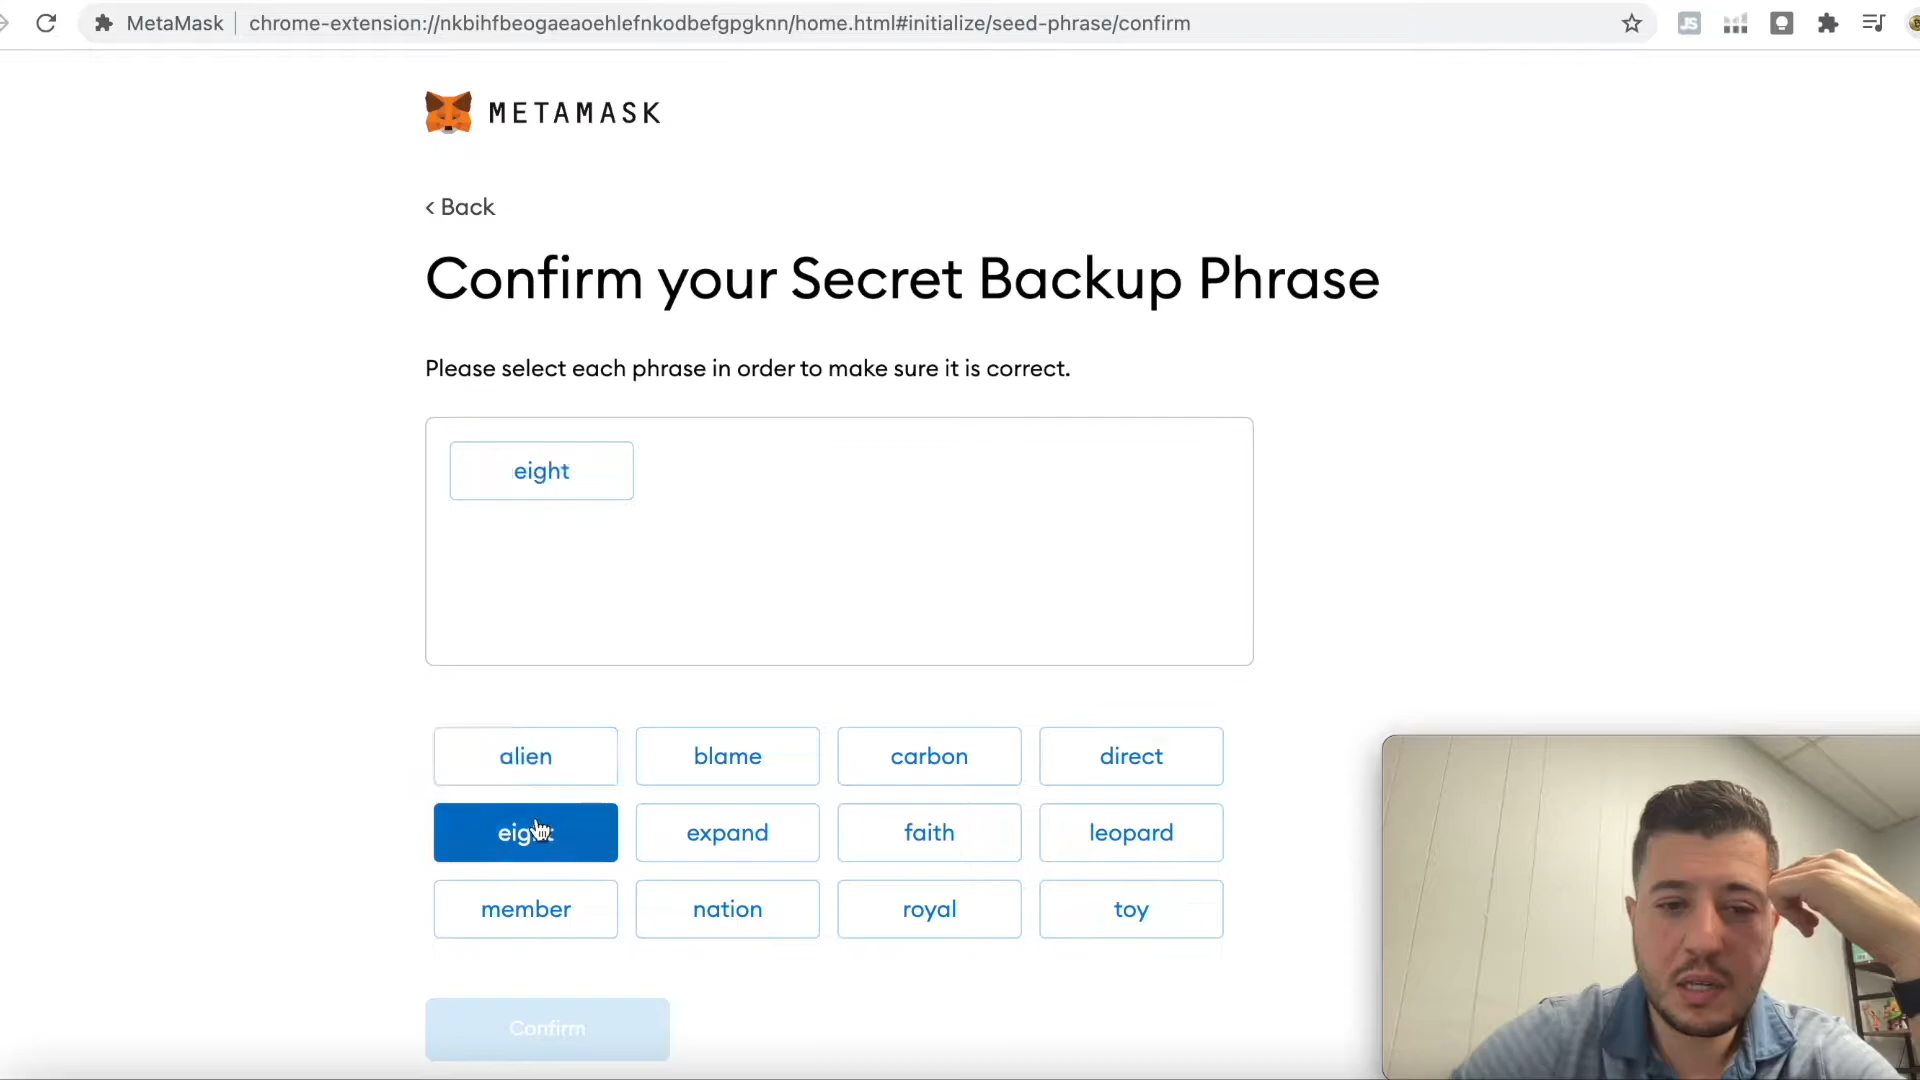 MetaMask
chrome-extension://nkbihfbeogaeaoehlefnkodbefgpgknn/home.html#initialize/seed-phrase/confirm
JS
METAMASK
< Back
Confirm your Secret Backup Phrase
Please select each phrase in order to make sure it is correct.
eight
alien blame carbon direct
eight expand faith leopard
member nation royal toy
Confirm